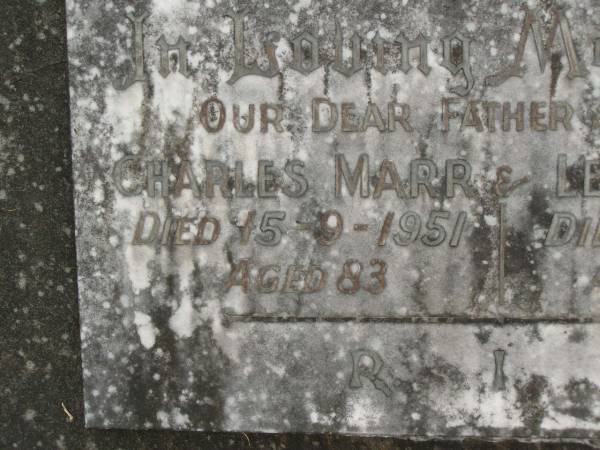 In Loving
Our Dear Father
Charles Marr &
Died 15-9-1951
Aged 83
R. I